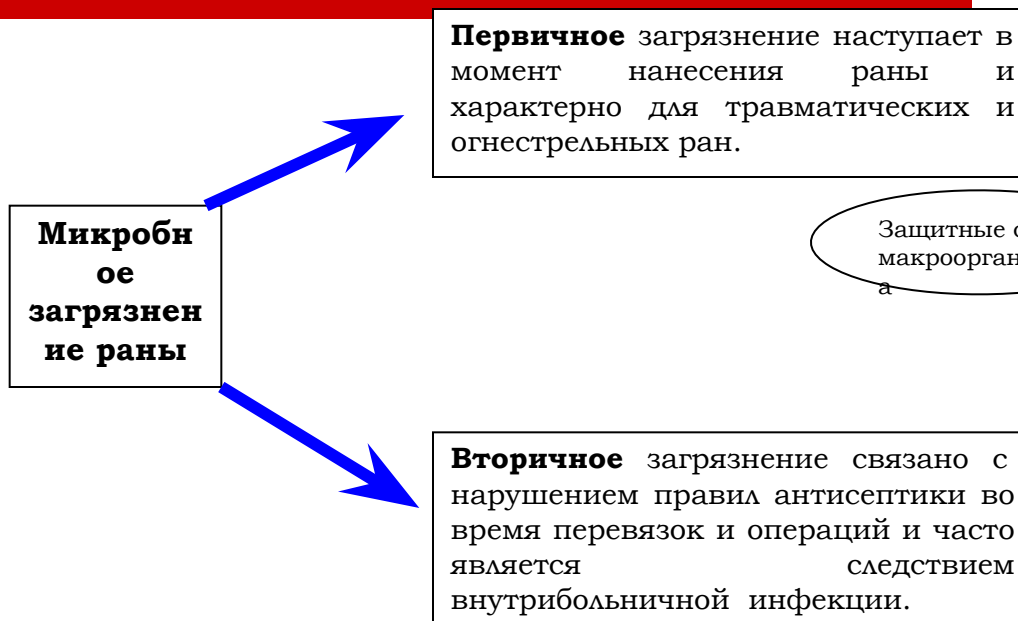 Первичное загрязнение наступает в
момент нанесения раны и
характерно для травматических и
огнестрельных ран.
Микробн
ое
загрязнен
ие раны
Защитные
макроорган
а
Вторичное загрязнение связано с
нарушением правил антисептики во
время перевязок и операций и часто
является следствием
внутрибольничной инфекции.